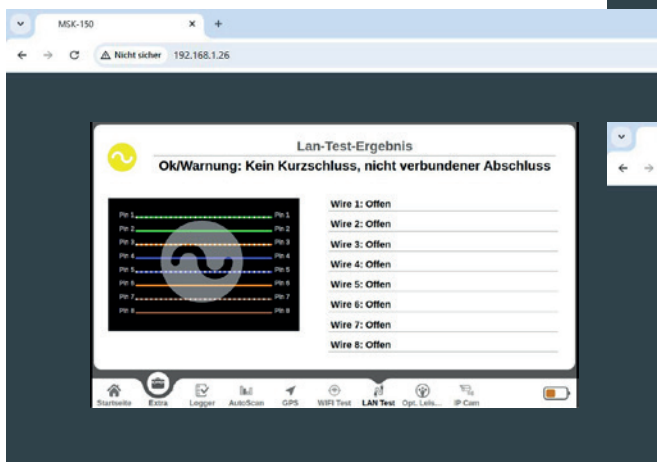 MSK-150
Nicht sicher 192.168.1.26
Lan-Test-Ergebnis
Ok/Warnung: Kein Kurzschluss, nicht verbundener Abschluss
Pin 1 Pin 1
Pin 2 Pin 2
Pin 3 Pin 3
Pin 4 Pin 4
Pin 5 Pin 5
Pin 6 Pin 6
Pin 7 Pin 7
Pin 8 Pin 8
Wire 1: Offen
Wire 2: Offen
Wire 3: Offen
Wire 4: Offen
Wire 5: Offen
Wire 6: Offen
Wire 7: Offen
Wire 8: Offen
Startseite Extra Logger AutoScan GPS WIFI Test LAN Test Opt. Leis... IP Cam